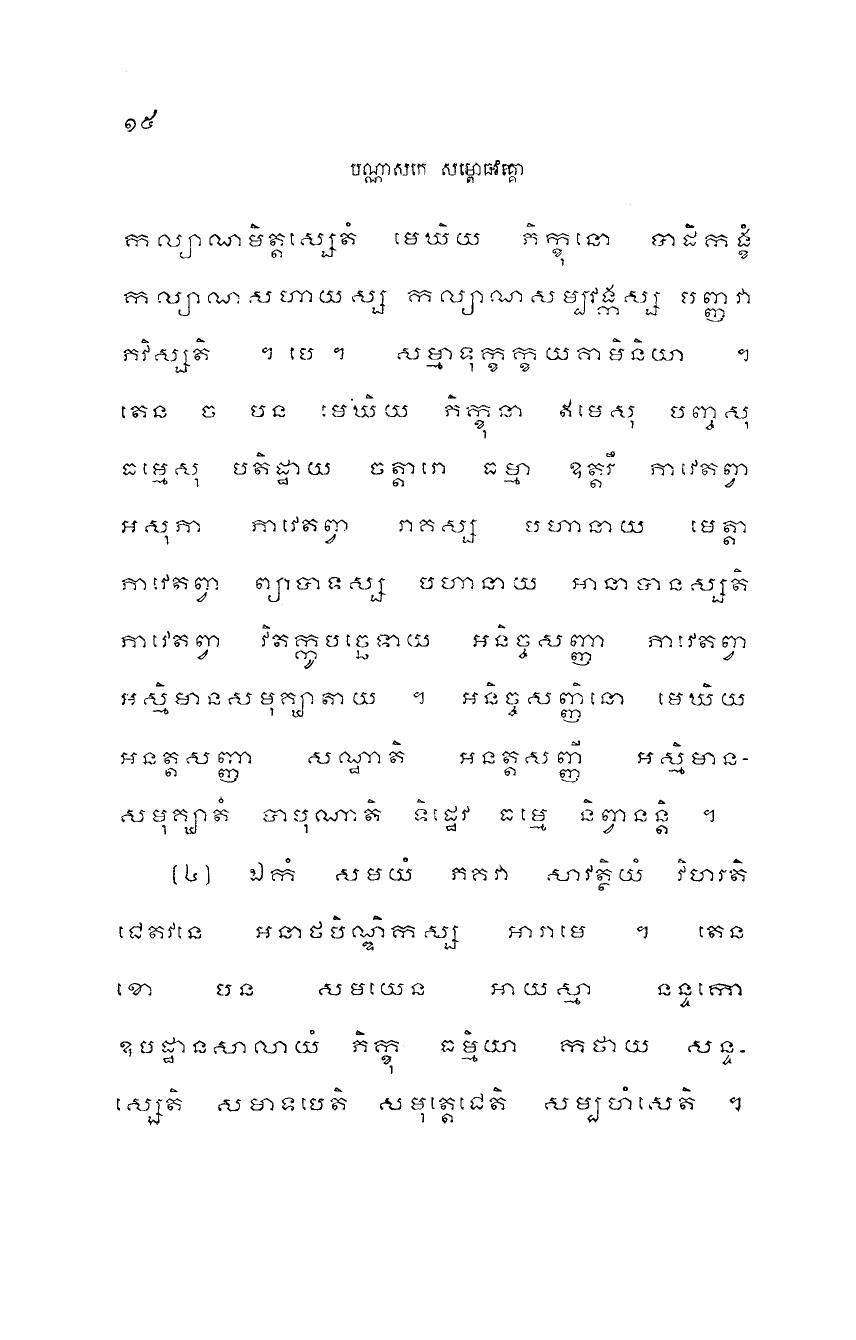 ១៥
បណ្ណាសកេ សម្ពោធវគ្គោ
កល្យាណមិត្តស្សេតំ មេឃិយ ភិក្ខុនោ បាដិកង្ខំ
កល្យាណសហាយស្ស កល្យាណសម្បវង្កស្ស បញ្ញវា
ភវិស្សតិ ។ បេ ។ សម្មាទុក្ខក្ខយគាមិនិយា ។
តេន ច បន មេឃិយ ភិក្ខុនា ឥមេសុ បញ្ចសុ
ធម្មេសុ បតិដ្ឋាយ ចត្តារោ ធម្មា ឧត្តរឹ ភាវេតព្វា
អសុភា ភាវេតព្វា រាគស្ស បហានាយ មេត្តា
ភាវេតព្វា ព្យាបាទស្ស បហានាយ អានាបានស្សតិ
ភាវេតព្វា វិតក្កូបច្ឆេទាយ អនិច្ចសញ្ញា ភាវេតព្វា
អស្មិមានសមុគ្ឃាតាយ ។ អនិច្ចសញ្ញិនោ មេឃិយ
អនត្តសញ្ញា សណ្ឋាតិ អនត្តសញ្ញី អស្មិមាន-
សមុគ្ឃាតំ បាបុណាតិ ទិដ្ឋេវ ធម្មេ និព្វានន្តិ ។
(៤) ឯកំ សមយំ ភគវា សាវត្ថិយំ វិហរតិ
ជេតវនេ អនាថបិណ្ឌិកស្ស អារាមេ ។ តេន
ខោ បន សមយេន អាយស្មា នន្ទកោ
ឧបដ្ឋានសាលាយំ ភិក្ខុ ធម្មិយា កថាយ សន្ទ-
ស្សេតិ សមាទបេតិ សមុត្តេជេតិ សម្បហំសេតិ ។